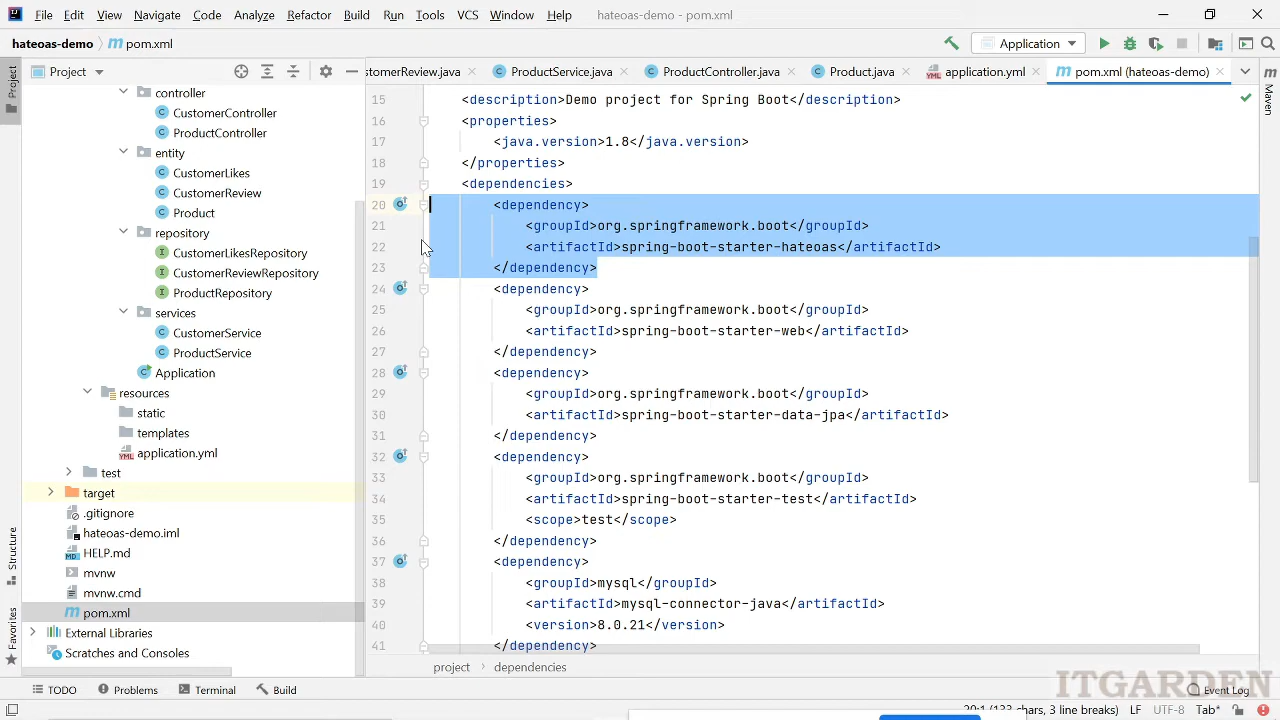 File Edit View Navigate Code Analyze Refactor Build Run Tools VCS Window Help hateoas-demo - pom.xml
hateoas-demo pom.xml Application
Project stomerReview.java ProductService.java ProductController.java Product.java application.yml pom.xml (hateoas-demo)
Project
Structure
Favorites
Maven
controller
CustomerController
ProductController
entity
CustomerLikes
CustomerReview
Product
repository
CustomerLikesRepository
CustomerReviewRepository
ProductRepository
services
CustomerService
ProductService
Application
resources
static
templates
application.yml
test
target
.gitignore
hateoas-demo.iml
HELP.md
mvnw
mvnw.cmd
pom.xml
External Libraries
Scratches and Consoles
15 <description>Demo project for Spring Boot</description>
16 <properties>
17 <java.version>1.8</java.version>
18 </properties>
19 <dependencies>
20 <dependency>
21 <groupId>org.springframework.boot</groupId>
22 <artifactId>spring-boot-starter-hateoas</artifactId>
23 </dependency>
24 <dependency>
25 <groupId>org.springframework.boot</groupId>
26 <artifactId>spring-boot-starter-web</artifactId>
27 </dependency>
28 <dependency>
29 <groupId>org.springframework.boot</groupId>
30 <artifactId>spring-boot-starter-data-jpa</artifactId>
31 </dependency>
32 <dependency>
33 <groupId>org.springframework.boot</groupId>
34 <artifactId>spring-boot-starter-test</artifactId>
35 <scope>test</scope>
36 </dependency>
37 <dependency>
38 <groupId>mysql</groupId>
39 <artifactId>mysql-connector-java</artifactId>
40 <version>8.0.21</version>
41 </dependency>
project dependencies
TODO Problems Terminal Build Event Log
ITGARDEN
20:1 (133 chars, 3 line breaks) LF UTF-8 Tab*